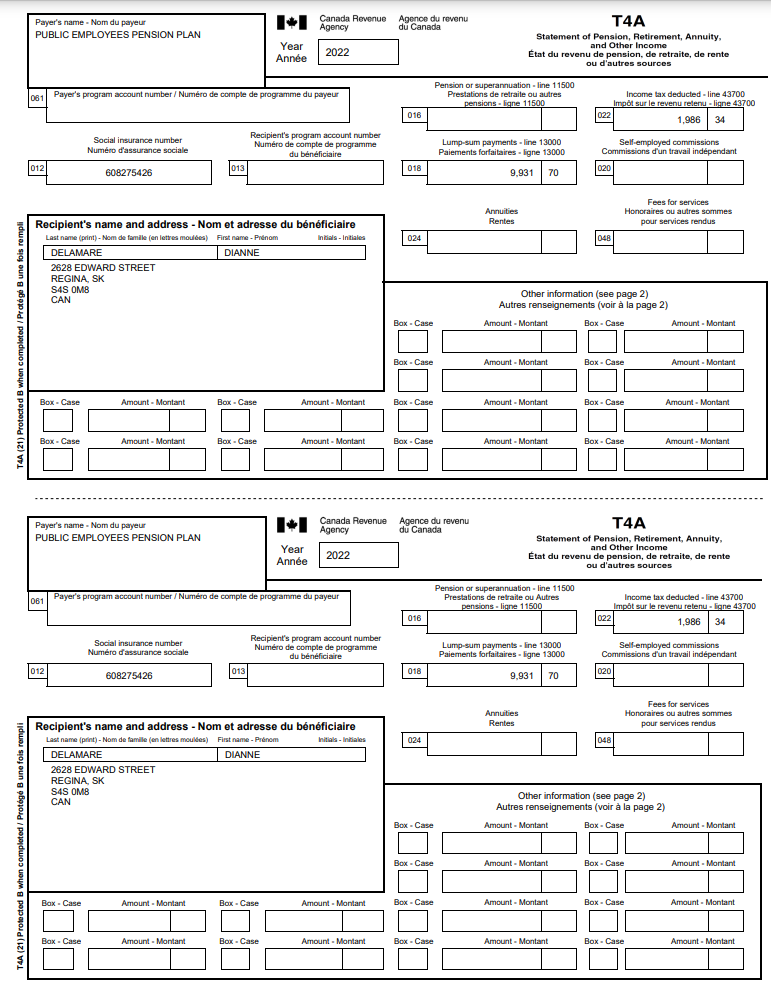 Payer's name - Nom du payeur
PUBLIC EMPLOYEES PENSION PLAN
Canada Revenue Agency
Agence du revenu du Canada
Year
Année
2022
T4A
Statement of Pension, Retirement, Annuity,
and Other Income
État du revenu de pension, de retraite, de rente
ou d'autres sources
061
Payer's program account number / Numéro de compte de programme du payeur
Pension or superannuation - line 11500
Prestations de retraite ou autres
pensions - ligne 11500
016
Income tax deducted - line 43700
Impôt sur le revenu retenu - ligne 43700
022
1,986 34
Social insurance number
Numéro d'assurance sociale
012
608275426
Recipient's program account number
Numéro de compte de programme
du bénéficiaire
013
Lump-sum payments - line 13000
Paiements forfaitaires - ligne 13000
018
9,931 70
Self-employed commissions
Commissions d'un travail indépendant
020
Annuities
Rentes
024
Fees for services
Honoraires ou autres sommes
pour services rendus
048
T4A (21) Protected B when completed / Protégé B une fois rempli
Recipient's name and address - Nom et adresse du bénéficiaire
Last name (print) - Nom de famille (en lettres moulées) First name - Prénom Initials - Initiales
DELAMARE DIANNE
2628 EDWARD STREET
REGINA, SK
S4S 0M8
CAN
Other information (see page 2)
Autres renseignements (voir à la page 2)
Box - Case Amount - Montant Box - Case Amount - Montant
Box - Case Amount - Montant Box - Case Amount - Montant
Box - Case Amount - Montant Box - Case Amount - Montant Box - Case Amount - Montant Box - Case Amount - Montant
Box - Case Amount - Montant Box - Case Amount - Montant Box - Case Amount - Montant Box - Case Amount - Montant
Payer's name - Nom du payeur
PUBLIC EMPLOYEES PENSION PLAN
Canada Revenue Agency
Agence du revenu du Canada
Year
Année
2022
T4A
Statement of Pension, Retirement, Annuity,
and Other Income
État du revenu de pension, de retraite, de rente
ou d'autres sources
061
Payer's program account number / Numéro de compte de programme du payeur
Pension or superannuation - line 11500
Prestations de retraite ou Autres
pensions - ligne 11500
016
Income tax deducted - line 43700
Impôt sur le revenu retenu - ligne 43700
022
1,986 34
Social insurance number
Numéro d'assurance sociale
012
608275426
Recipient's program account number
Numéro de compte de programme
du bénéficiaire
013
Lump-sum payments - line 13000
Paiements forfaitaires - ligne 13000
018
9,931 70
Self-employed commissions
Commissions d'un travail indépendant
020
Annuities
Rentes
024
Fees for services
Honoraires ou autres sommes
pour services rendus
048
T4A (21) Protected B when completed / Protégé B une fois rempli
Recipient's name and address - Nom et adresse du bénéficiaire
Last name (print) - Nom de famille (en lettres moulées) First name - Prénom Initials - Initiales
DELAMARE DIANNE
2628 EDWARD STREET
REGINA, SK
S4S 0M8
CAN
Other information (see page 2)
Autres renseignements (voir à la page 2)
Box - Case Amount - Montant Box - Case Amount - Montant
Box - Case Amount - Montant Box - Case Amount - Montant
Box - Case Amount - Montant Box - Case Amount - Montant Box - Case Amount - Montant Box - Case Amount - Montant
Box - Case Amount - Montant Box - Case Amount - Montant Box - Case Amount - Montant Box - Case Amount - Montant